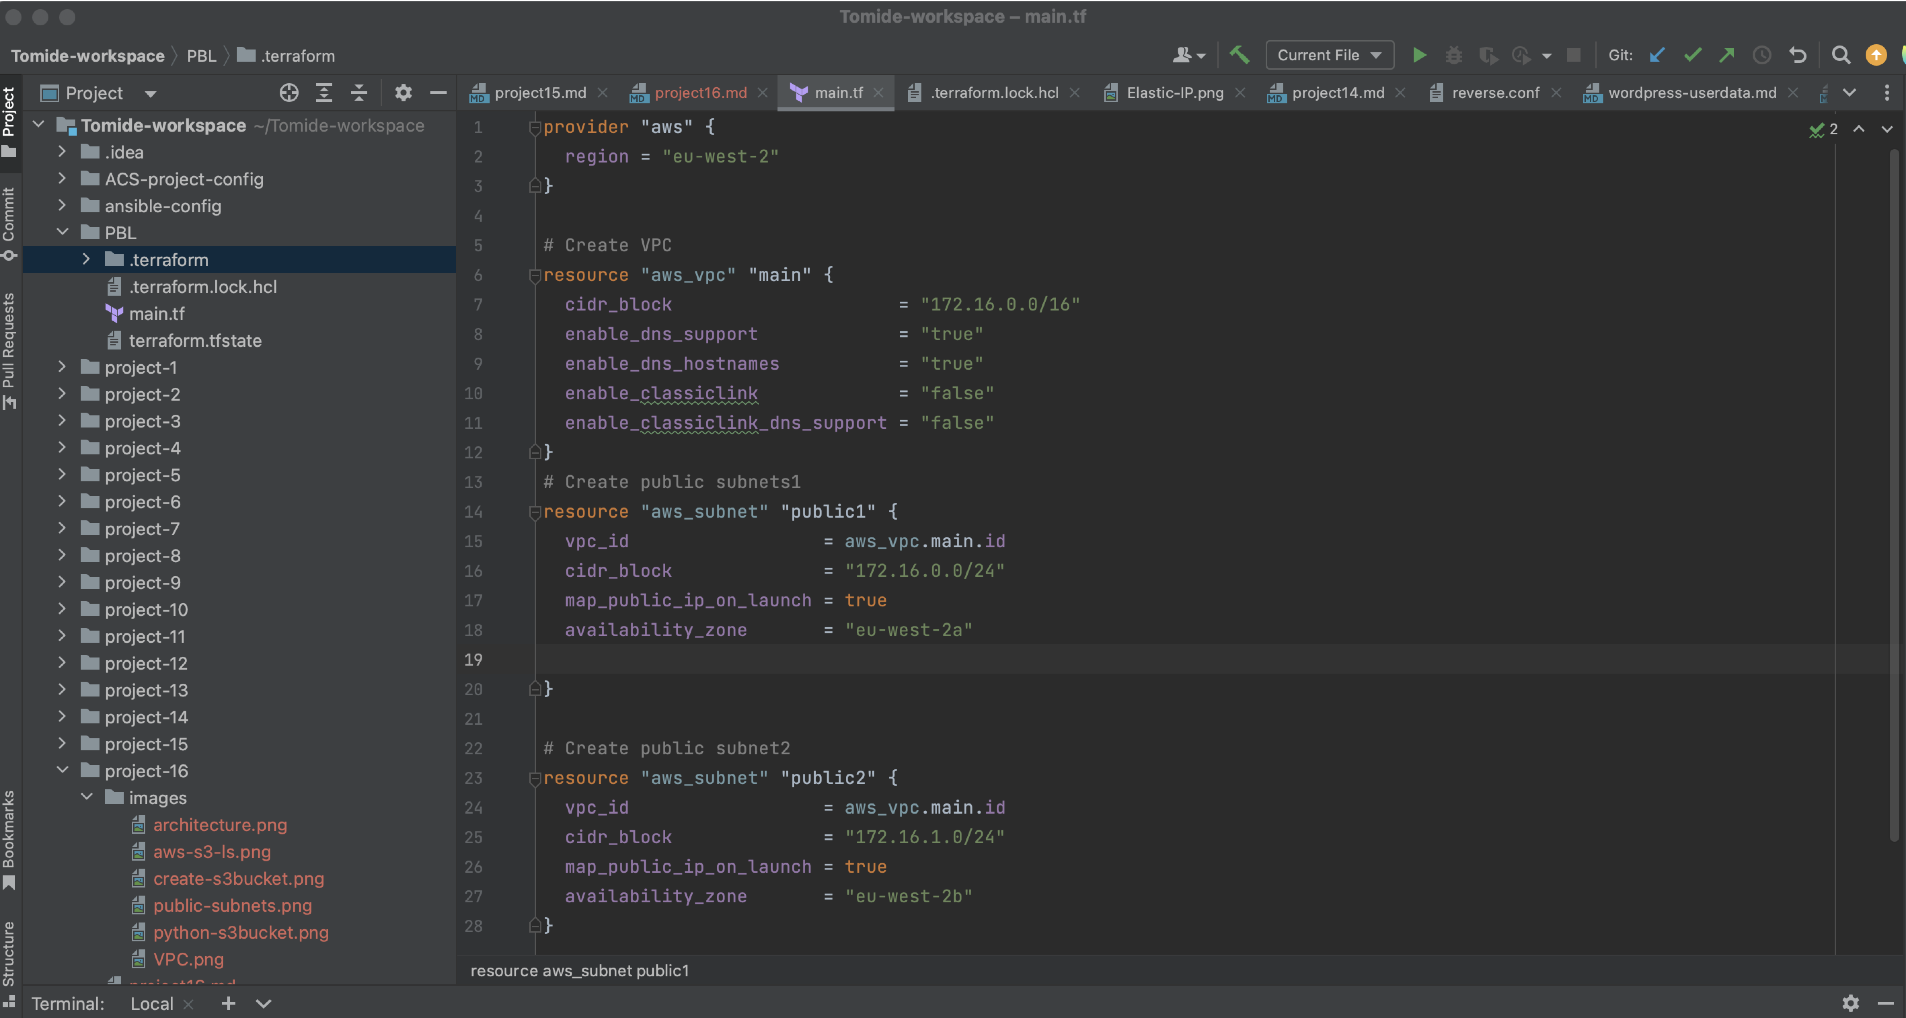 Tomide-workspace – main.tf
Tomide-workspace PBL .terraform
Current File
Git:
Project
project15.md
project16.md
main.tf
.terraform.lock.hcl
Elastic-IP.png
project14.md
reverse.conf
wordpress-userdata.md
Project
Commit
Pull Requests
Bookmarks
Structure
Tomide-workspace ~/Tomide-workspace
.idea
ACS-project-config
ansible-config
PBL
.terraform
.terraform.lock.hcl
main.tf
terraform.tfstate
project-1
project-2
project-3
project-4
project-5
project-6
project-7
project-8
project-9
project-10
project-11
project-12
project-13
project-14
project-15
project-16
images
architecture.png
aws-s3-ls.png
create-s3bucket.png
public-subnets.png
python-s3bucket.png
VPC.png
project16.md
2
1 provider "aws" {
2 region = "eu-west-2"
3 }
4
5 # Create VPC
6 resource "aws_vpc" "main" {
7 cidr_block = "172.16.0.0/16"
8 enable_dns_support = "true"
9 enable_dns_hostnames = "true"
10 enable_classiclink = "false"
11 enable_classiclink_dns_support = "false"
12 }
13 # Create public subnets1
14 resource "aws_subnet" "public1" {
15 vpc_id = aws_vpc.main.id
16 cidr_block = "172.16.0.0/24"
17 map_public_ip_on_launch = true
18 availability_zone = "eu-west-2a"
19
20 }
21
22 # Create public subnet2
23 resource "aws_subnet" "public2" {
24 vpc_id = aws_vpc.main.id
25 cidr_block = "172.16.1.0/24"
26 map_public_ip_on_launch = true
27 availability_zone = "eu-west-2b"
28 }
resource aws_subnet public1
Terminal: Local